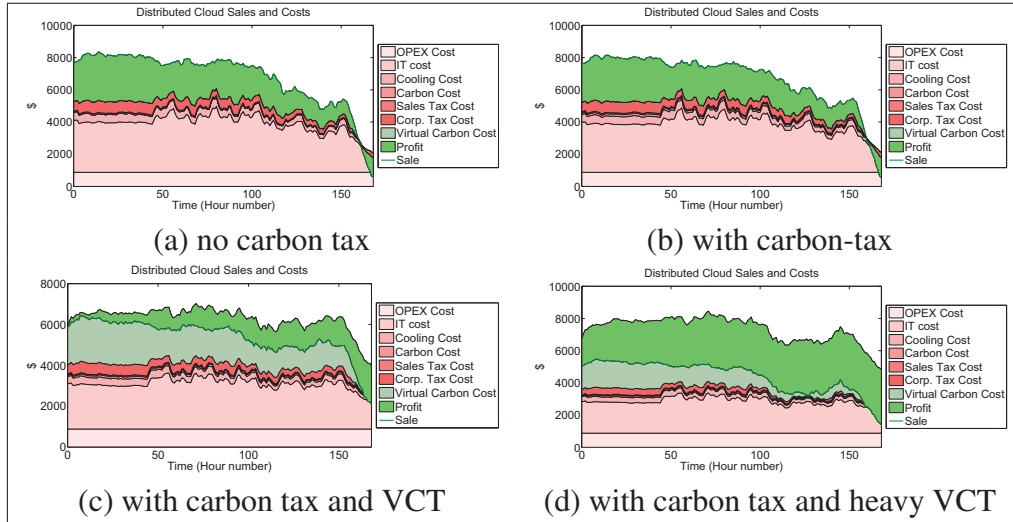 Distributed Cloud Sales and Costs
10000
8000
6000
4000
2000
0
$
0 50 100 150
Time (Hour number)
OPEX Cost
IT cost
Cooling Cost
Carbon Cost
Sales Tax Cost
Corp. Tax Cost
Virtual Carbon Cost
Profit
Sale
(a) no carbon tax
Distributed Cloud Sales and Costs
10000
8000
6000
4000
2000
0
$
0 50 100 150
Time (Hour number)
OPEX Cost
IT cost
Cooling Cost
Carbon Cost
Sales Tax Cost
Corp. Tax Cost
Virtual Carbon Cost
Profit
Sale
(b) with carbon-tax
Distributed Cloud Sales and Costs
8000
6000
4000
2000
0
$
0 50 100 150
Time (Hour number)
OPEX Cost
IT cost
Cooling Cost
Carbon Cost
Sales Tax Cost
Corp. Tax Cost
Virtual Carbon Cost
Profit
Sale
(c) with carbon tax and VCT
Distributed Cloud Sales and Costs
10000
8000
6000
4000
2000
0
$
0 50 100 150
Time (Hour number)
OPEX Cost
IT cost
Cooling Cost
Carbon Cost
Sales Tax Cost
Corp. Tax Cost
Virtual Carbon Cost
Profit
Sale
(d) with carbon tax and heavy VCT